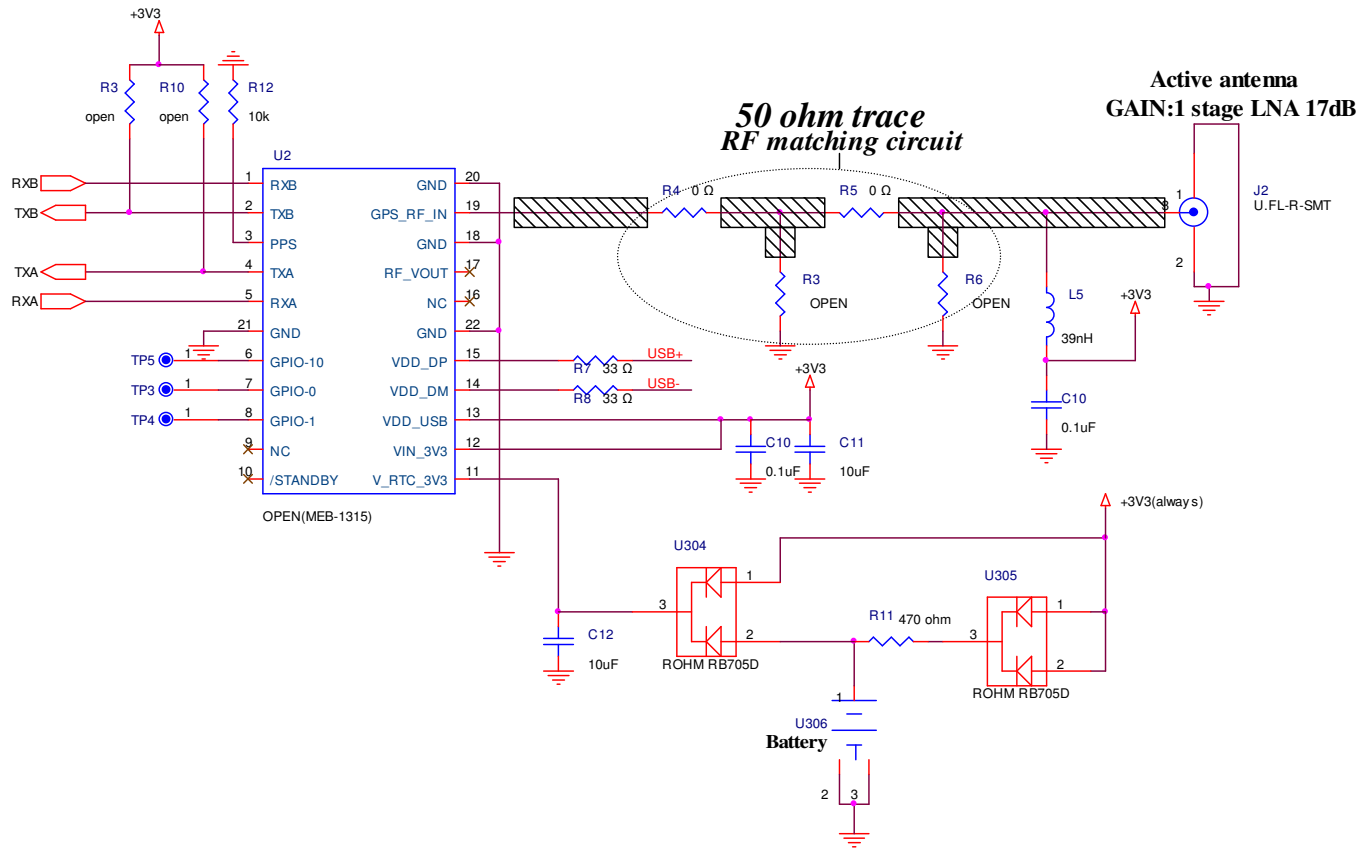 +3V3
R3
open
R10
open
R12
10k
Active antenna
GAIN:1 stage LNA 17dB
50 ohm trace
RF matching circuit
U2
RXB
1
RXB
GND
20
R4
0 Ω
R5
0 Ω
1
3
J2
U.FL-R-SMT
TXB
2
TXB
GPS_RF_IN
19
3
PPS
GND
18
TXA
4
TXA
RF_VOUT
17
2
RXA
5
RXA
NC
16
R3
OPEN
R6
OPEN
L5
39nH
+3V3
21
GND
GND
22
TP5
1
6
GPIO-10
VDD_DP
15
R7
33 Ω
USB+
TP3
1
7
GPIO-0
VDD_DM
14
R8
33 Ω
USB-
+3V3
C10
0.1uF
TP4
1
8
GPIO-1
VDD_USB
13
9
NC
VIN_3V3
12
C10
0.1uF
C11
10uF
10
/STANDBY
V_RTC_3V3
11
OPEN(MEB-1315)
+3V3(always)
U304
1
3
2
ROHM RB705D
U305
1
3
2
ROHM RB705D
R11
470 ohm
C12
10uF
1
U306
Battery
2
3